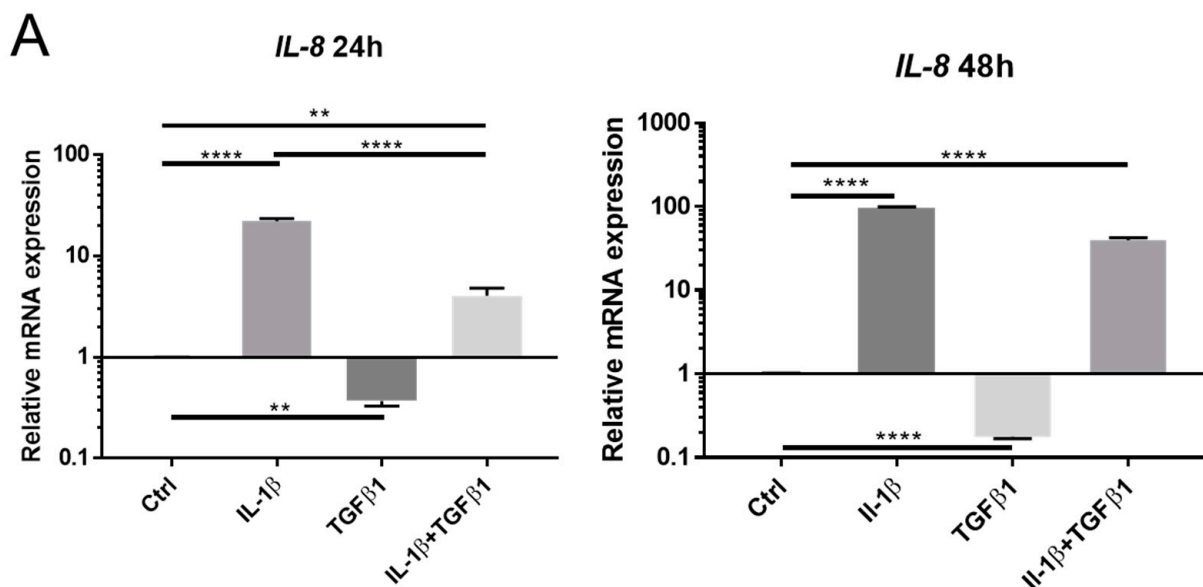 A
IL-8 24h
Relative mRNA expression
100
10
1
0.1
**
****
****
**
Ctrl
IL-1β
TGFβ1
IL-1β+TGFβ1
IL-8 48h
Relative mRNA expression
1000
100
10
1
0.1
****
****
****
Ctrl
Il-1β
TGFβ1
Il-1β+TGFβ1